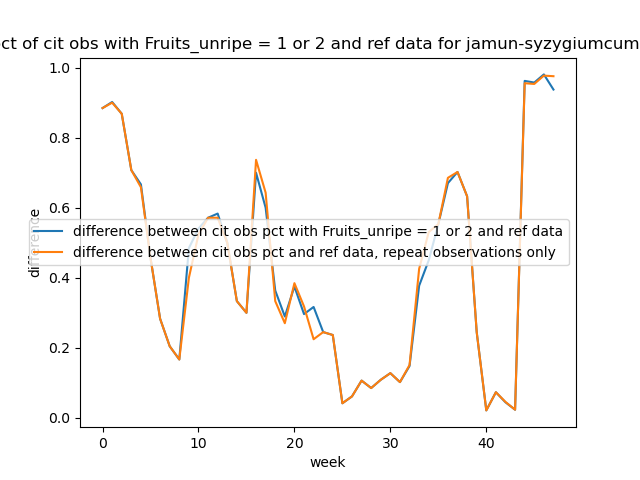 ct of cit obs with Fruits_unripe = 1 or 2 and ref data for jamun-syzygiumcum
1.0
0.8
0.6
0.4
0.2
0.0
difference
difference between cit obs pct with Fruits_unripe = 1 or 2 and ref data
difference between cit obs pct and ref data, repeat observations only
0 10 20 30 40
week